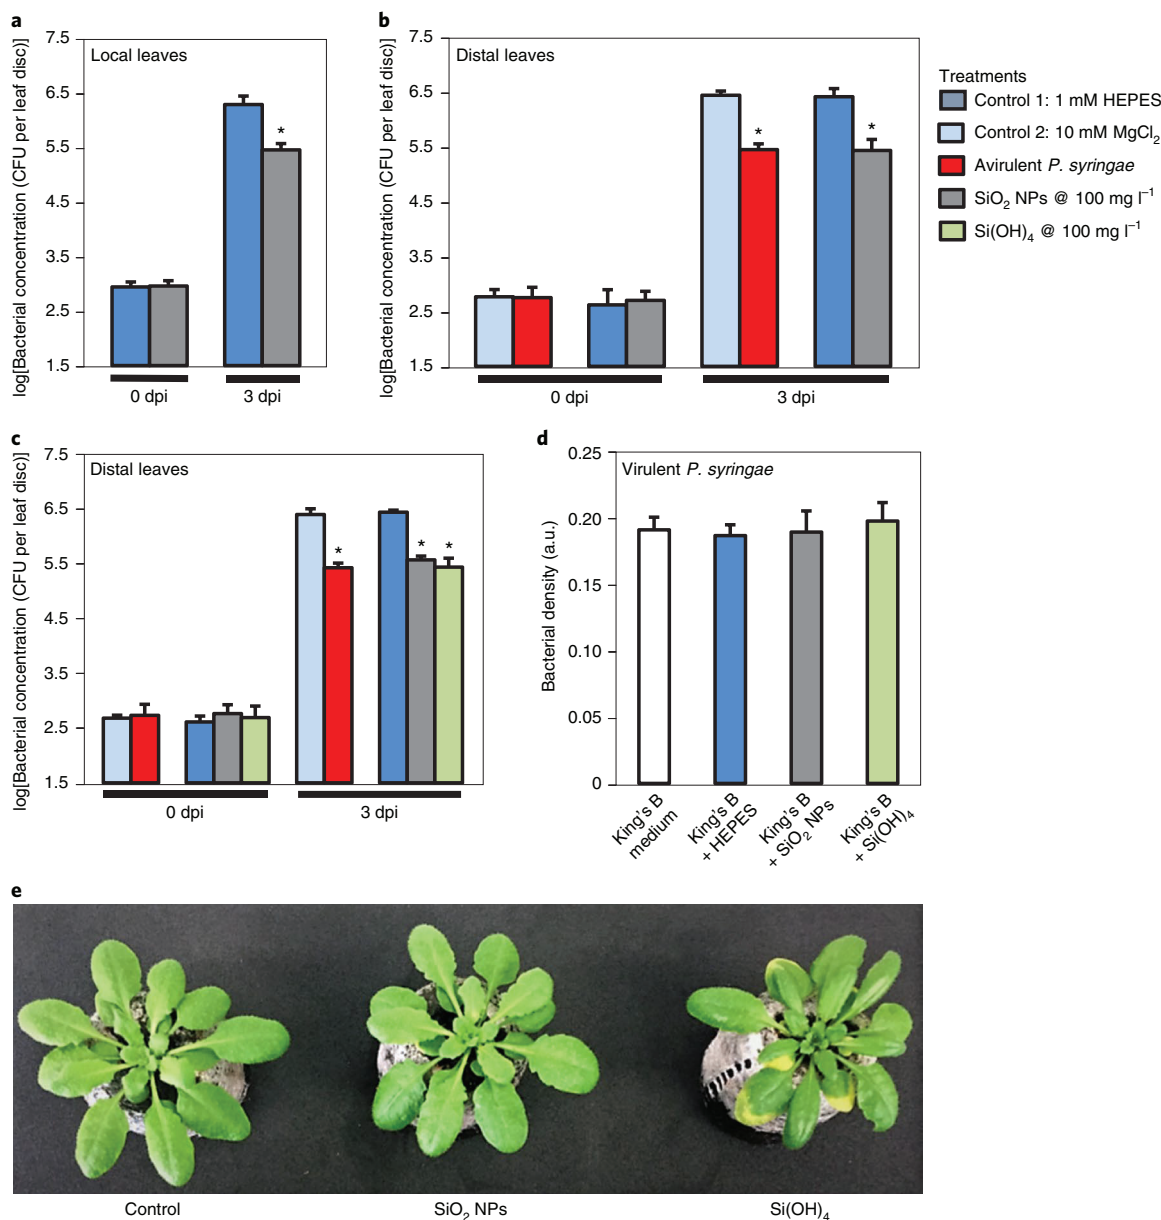 a
Local leaves
log[Bacterial concentration (CFU per leaf disc)]
7.5
6.5
5.5
4.5
3.5
2.5
1.5
*
0 dpi
3 dpi
b
Distal leaves
log[Bacterial concentration (CFU per leaf disc)]
7.5
6.5
5.5
4.5
3.5
2.5
1.5
*
*
0 dpi
3 dpi
Treatments
Control 1: 1 mM HEPES
Control 2: 10 mM MgCl₂
Avirulent P. syringae
SiO₂ NPs @ 100 mg l⁻¹
Si(OH)₄ @ 100 mg l⁻¹
c
Distal leaves
log[Bacterial concentration (CFU per leaf disc)]
7.5
6.5
5.5
4.5
3.5
2.5
1.5
*
*
*
0 dpi
3 dpi
d
Virulent P. syringae
Bacterial density (a.u.)
0.25
0.20
0.15
0.10
0.05
0
King's B
medium
King's B
+ HEPES
King's B
+ SiO₂ NPs
King's B
+ Si(OH)₄
e
Control
SiO₂ NPs
Si(OH)₄